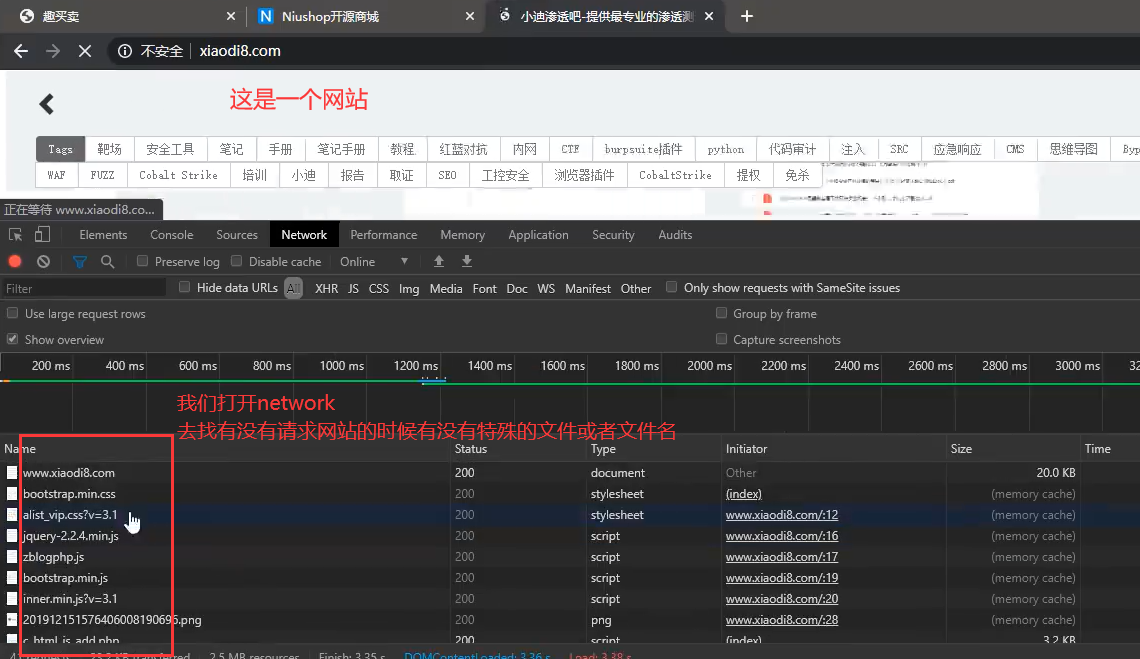 趣买卖
Niushop开源商城
小迪渗透吧-提供最专业的渗透测
不安全 xiaodi8.com
这是一个网站
Tags 靶场 安全工具 笔记 手册 笔记手册 教程 红蓝对抗 内网 CTF burpsuite插件 python 代码审计 注入 SRC 应急响应 CMS 思维导图 Byp
WAF FUZZ Cobalt Strike 培训 小迪 报告 取证 SEO 工控安全 浏览器插件 CobaltStrike 提权 免杀
正在等待 www.xiaodi8.co...
Elements Console Sources Network Performance Memory Application Security Audits
Preserve log Disable cache Online
Filter Hide data URLs All XHR JS CSS Img Media Font Doc WS Manifest Other Only show requests with SameSite issues
Use large request rows Group by frame
Show overview Capture screenshots
200 ms 400 ms 600 ms 800 ms 1000 ms 1200 ms 1400 ms 1600 ms 1800 ms 2000 ms 2200 ms 2400 ms 2600 ms 2800 ms 3000 ms 32
我们打开network
去找有没有请求网站的时候有没有特殊的文件或者文件名
Name Status Type Initiator Size Time
www.xiaodi8.com 200 document Other 20.0 KB
bootstrap.min.css 200 stylesheet (index) (memory cache)
alist_vip.css?v=3.1 200 stylesheet www.xiaodi8.com/:12 (memory cache)
jquery-2.2.4.min.js 200 script www.xiaodi8.com/:16 (memory cache)
zblogphp.js 200 script www.xiaodi8.com/:17 (memory cache)
bootstrap.min.js 200 script www.xiaodi8.com/:19 (memory cache)
inner.min.js?v=3.1 200 script www.xiaodi8.com/:20 (memory cache)
201912151576406008190695.png 200 png www.xiaodi8.com/:28 (memory cache)
c_html_js_add.php 200 script (index) 3.2 KB
2.5 MB resources Finish: 3.35 s DOMContentLoaded: 3.36 s Load: 3.38 s